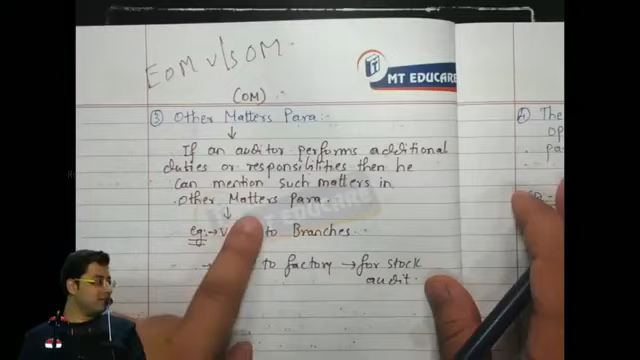 EOM v/s OM.
MT EDUCARE
(OM)
③ Other Matters Para :-
↓
If an auditor performs additional
duties or responsibilities then he
can mention such matters in
Other Matters Para.
↓
eg:→ to Branches.
→ to factory → for stock
audit.
④ The